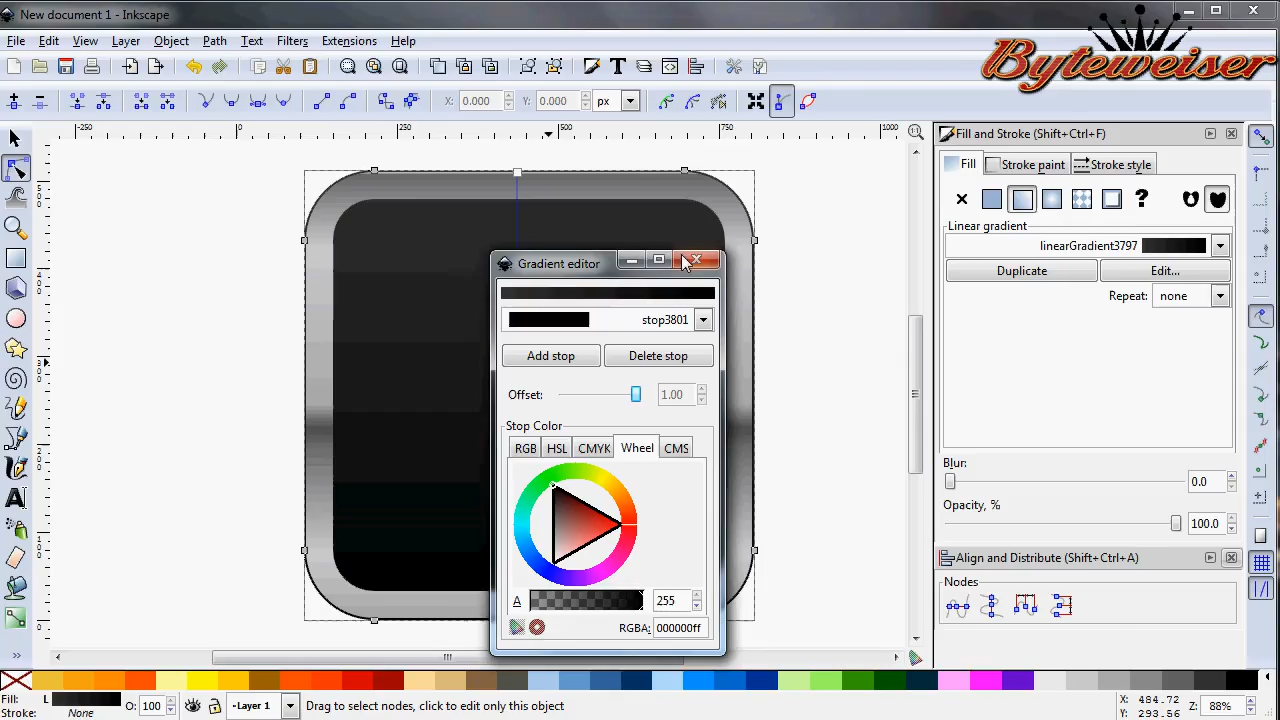 New document 1 - Inkscape
File Edit View Layer Object Path Text Filters Extensions Help
Byteweiser
X: 0.000 Y: 0.000 px
-250 0 250 500 750 1000
Fill and Stroke (Shift+Ctrl+F)
Fill Stroke paint Stroke style
?
Linear gradient
linearGradient3797
Duplicate Edit...
Repeat: none
Blur:
0.0
Opacity, %
100.0
Align and Distribute (Shift+Ctrl+A)
Nodes
Gradient editor
stop3801
Add stop Delete stop
Offset: 1.00
Stop Color
RGB HSL CMYK Wheel CMS
A 255
RGBA: 000000ff
Fill: L O: 100 -Layer 1 Drag to select nodes, click to edit only this object X: 484.72 Z: 88%
Stroke: None Y: 293.56